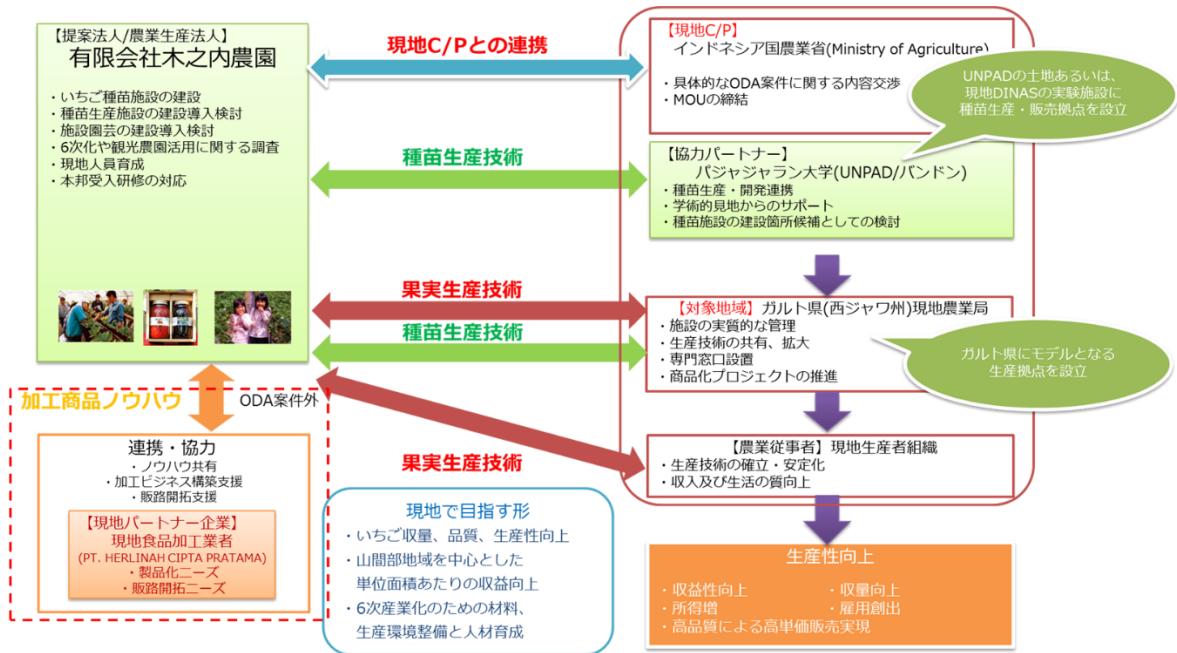 【提案法人/農業生産法人】
有限会社木之内農園
・いちご種苗施設の建設
・種苗生産施設の建設導入検討
・施設園芸の建設導入検討
・6次化や観光農園活用に関する調査
・現地人員育成
・本邦受入研修の対応
現地C/Pとの連携
種苗生産技術
果実生産技術
種苗生産技術
果実生産技術
【現地C/P】
インドネシア国農業省(Ministry of Agriculture)
・具体的なODA案件に関する内容交渉
・MOUの締結
UNPADの土地あるいは、
現地DINASの実験施設に
種苗生産・販売拠点を設立
【協力パートナー】
パジャジャラン大学(UNPAD/バンドン)
・種苗生産・開発連携
・学術的見地からのサポート
・種苗施設の建設箇所候補としての検討
【対象地域】ガルト県(西ジャワ州)現地農業局
・施設の実質的な管理
・生産技術の共有、拡大
・専門窓口設置
・商品化プロジェクトの推進
ガルト県にモデルとなる
生産拠点を設立
【農業従事者】現地生産者組織
・生産技術の確立・安定化
・収入及び生活の質向上
生産性向上
・収益性向上 ・収量向上
・所得増 ・雇用創出
・高品質による高単価販売実現
加工商品ノウハウ
ODA案件外
連携・協力
・ノウハウ共有
・加工ビジネス構築支援
・販路開拓支援
【現地パートナー企業】
現地食品加工業者
(PT. HERLINAH CIPTA PRATAMA)
・製品化ニーズ
・販路開拓ニーズ
現地で目指す形
・いちご収量、品質、生産性向上
・山間部地域を中心とした
単位面積あたりの収益向上
・6次産業化のための材料、
生産環境整備と人材育成